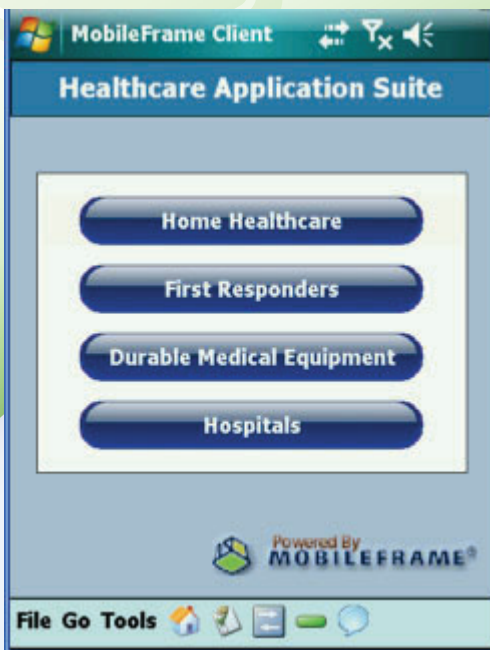 MobileFrame Client
Healthcare Application Suite
Home Healthcare
First Responders
Durable Medical Equipment
Hospitals
Powered By
MOBILEFRAME®
File Go Tools